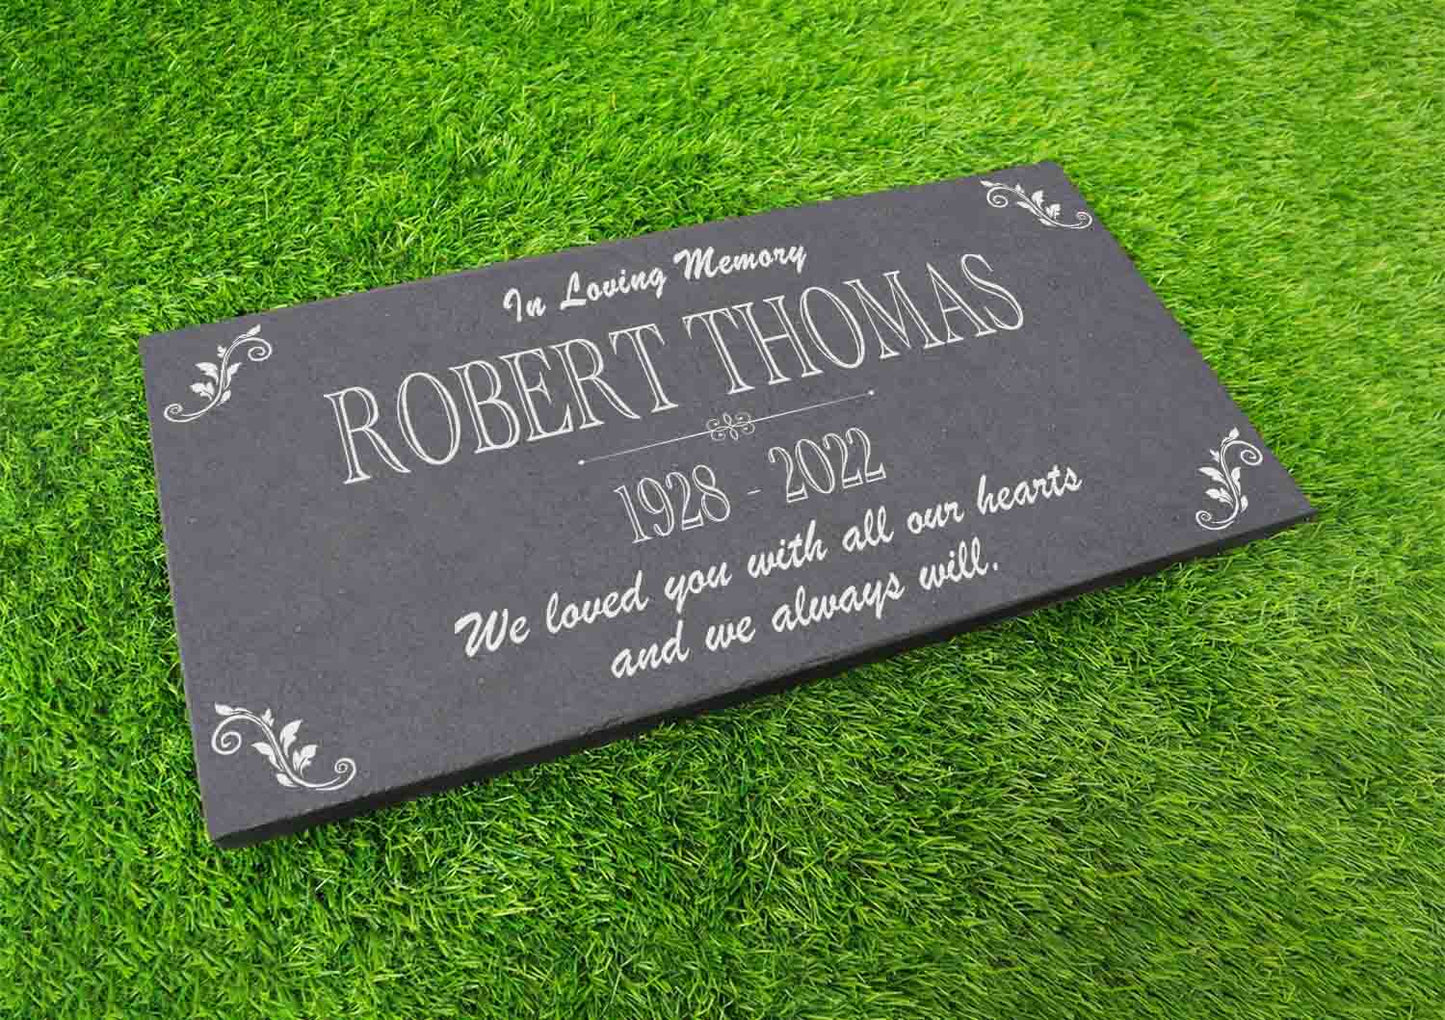 In Loving Memory
ROBERT THOMAS
1928 - 2022
We loved you with all our hearts
and we always will.